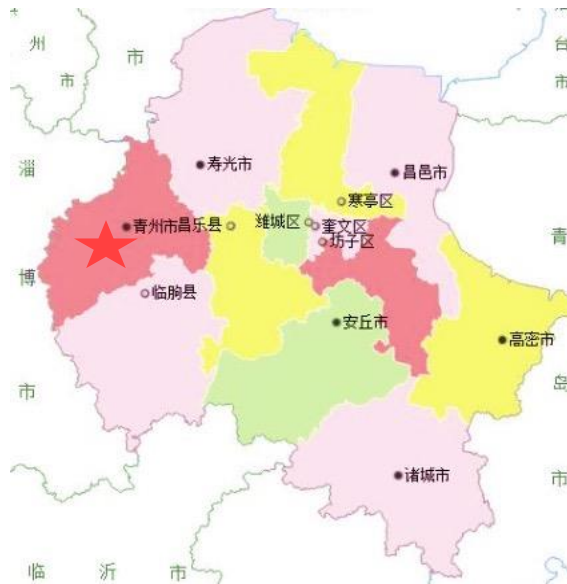 州
市
市
台
市
寿光市
昌邑市
淄
寒亭区
青州市
昌乐县
潍城区
奎文区
坊子区
青
博
临朐县
安丘市
高密市
市
岛
诸城市
市
临
沂
市